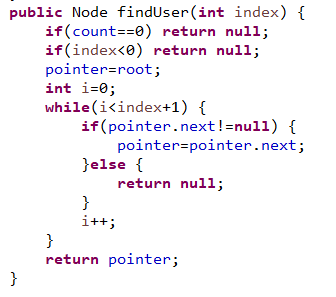 public Node findUser(int index) {
    if(count==0) return null;
    if(index<0) return null;
    pointer=root;
    int i=0;
    while(i<index+1) {
        if(pointer.next!=null) {
            pointer=pointer.next;
        }else {
            return null;
        }
        i++;
    }
    return pointer;
}